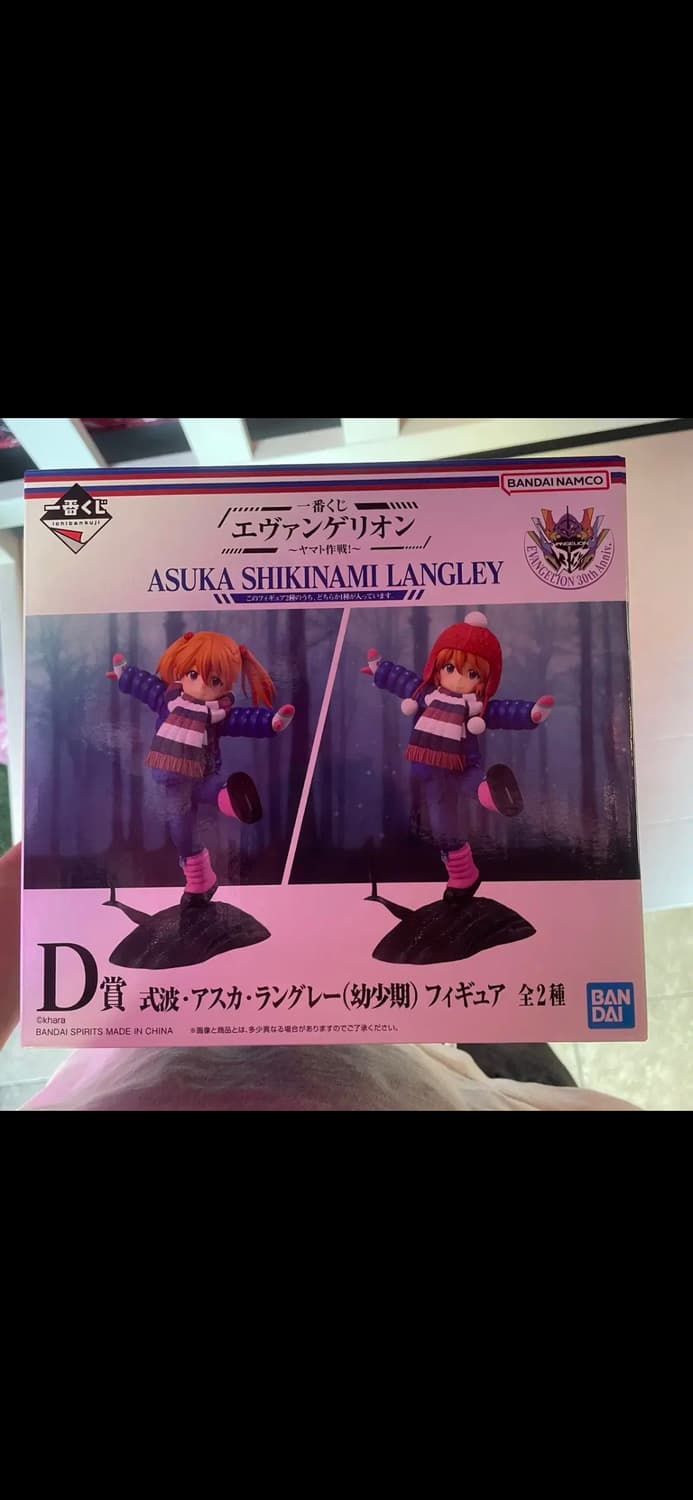 一番くじ
ichibankuji
BANDAI NAMCO
一番くじ
エヴァンゲリオン
～ヤマト作戦!～
EVANGELION
EVANGELION 30th Anniv.
ASUKA SHIKINAMI LANGLEY
このフィギュア2種のうち、どちらか1種が入っています。
D賞 式波・アスカ・ラングレー(幼少期) フィギュア 全2種
BAN
DAI
©khara
BANDAI SPIRITS MADE IN CHINA ※画像と商品とは、多少異なる場合がありますのでご了承ください。